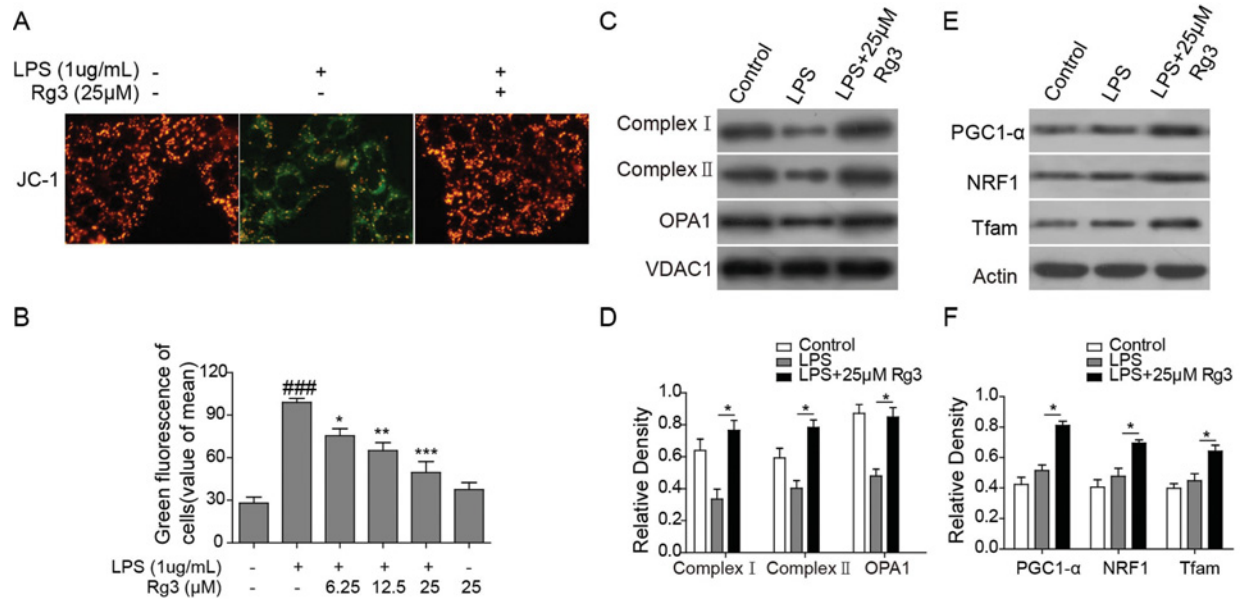 A
LPS (1ug/mL) - + +
Rg3 (25μM) - - +
JC-1
B
Green fluorescence of
cells(value of mean)
120
90
60
30
0
###
*
**
***
LPS (1ug/mL) - + + + + -
Rg3 (μM) - - 6.25 12.5 25 25
C
Control
LPS
LPS+25μM
Rg3
Complex Ⅰ
Complex Ⅱ
OPA1
VDAC1
D
Control
LPS
LPS+25μM Rg3
Relative Density
1.0
0.8
0.6
0.4
0.2
0.0
* * *
Complex Ⅰ Complex Ⅱ OPA1
E
Control
LPS
LPS+25μM
Rg3
PGC1-α
NRF1
Tfam
Actin
F
Control
LPS
LPS+25μM Rg3
Relative Density
1.0
0.8
0.6
0.4
0.2
0.0
* * *
PGC1-α NRF1 Tfam